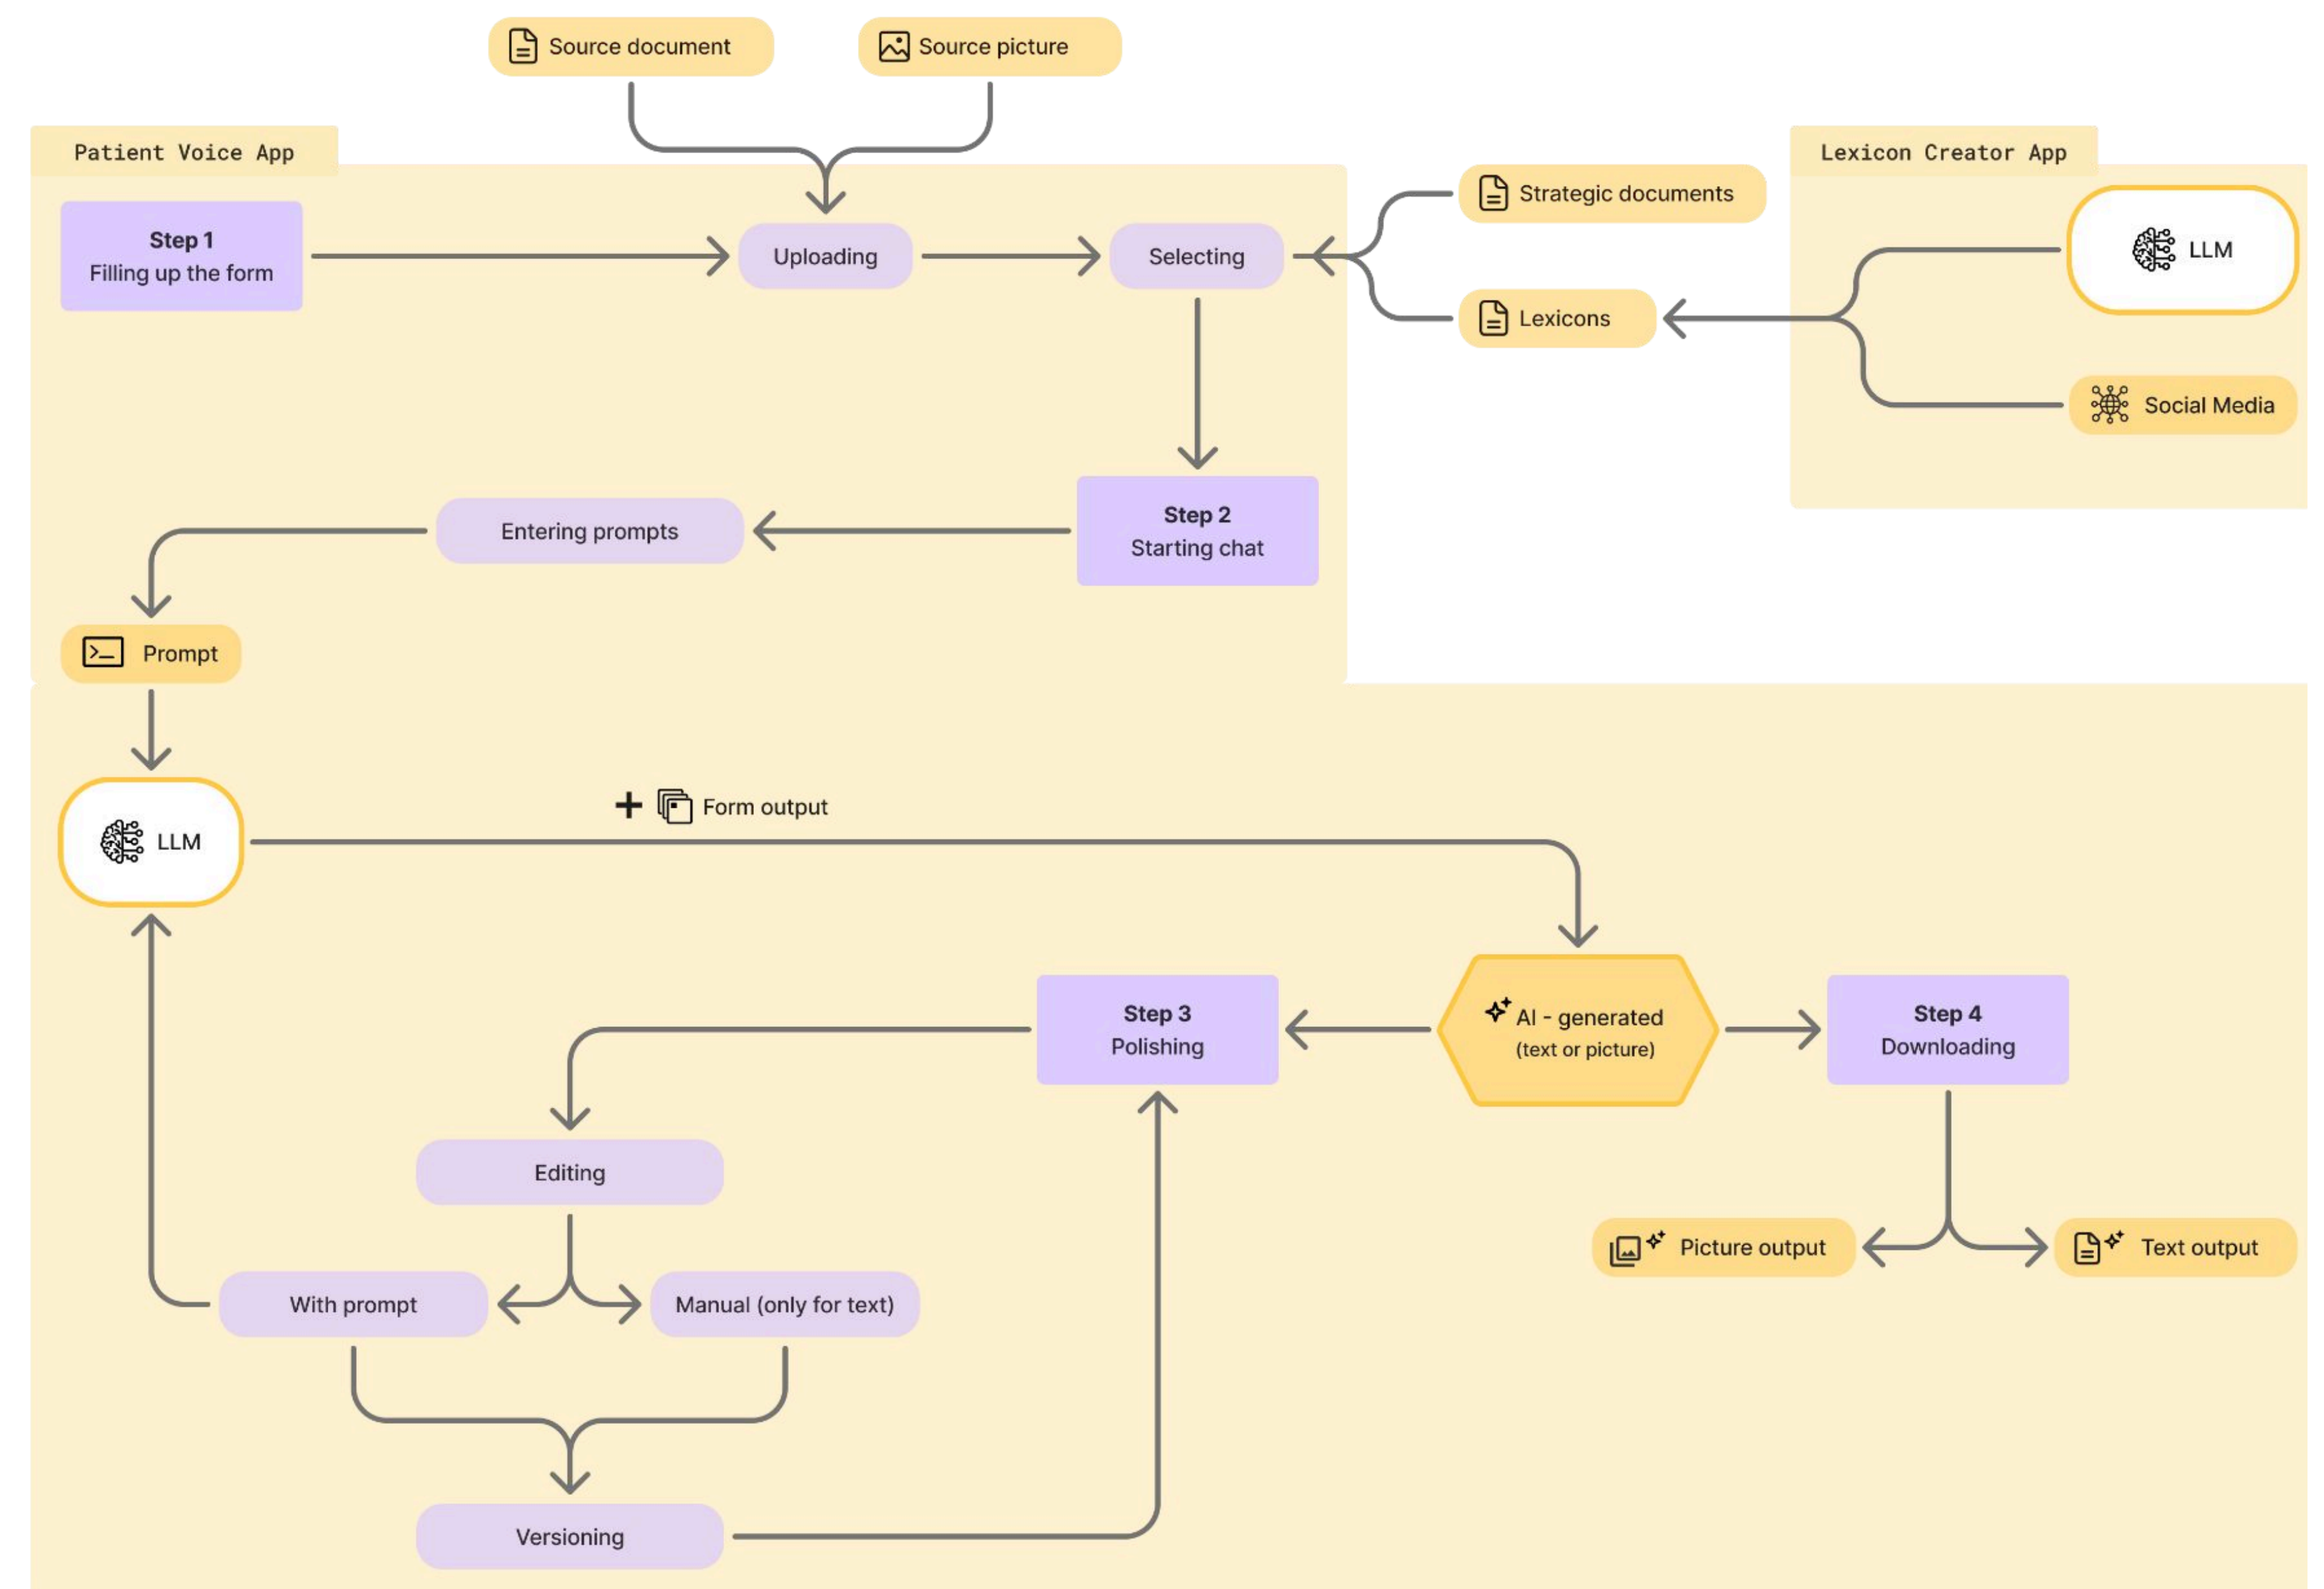 Source document
Source picture
Patient Voice App
Lexicon Creator App
Step 1
Filling up the form
Uploading
Selecting
Strategic documents
Lexicons
LLM
Social Media
Entering prompts
Step 2
Starting chat
Prompt
LLM
+ Form output
Step 3
Polishing
AI - generated
(text or picture)
Step 4
Downloading
Editing
With prompt
Manual (only for text)
Picture output
Text output
Versioning